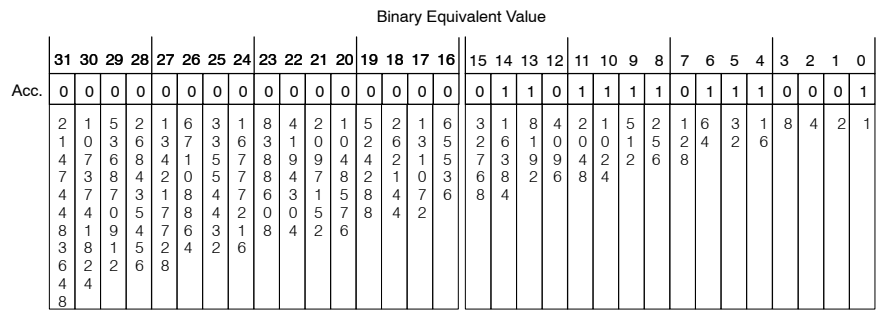 Binary Equivalent Value
31 30 29 28 27 26 25 24 23 22 21 20 19 18 17 16 15 14 13 12 11 10 9 8 7 6 5 4 3 2 1 0
Acc. 0 0 0 0 0 0 0 0 0 0 0 0 0 0 0 0 0 1 1 0 1 1 1 1 0 1 1 1 0 0 0 1
21474483648 1073741824 536870912 268435456 134217728 67108864 33554432 16777216 8388608 4194304 2097152 1048576 524288 262144 131072 65536 32768 16384 8192 4096 2048 1024 512 256 128 64 32 16 8 4 2 1